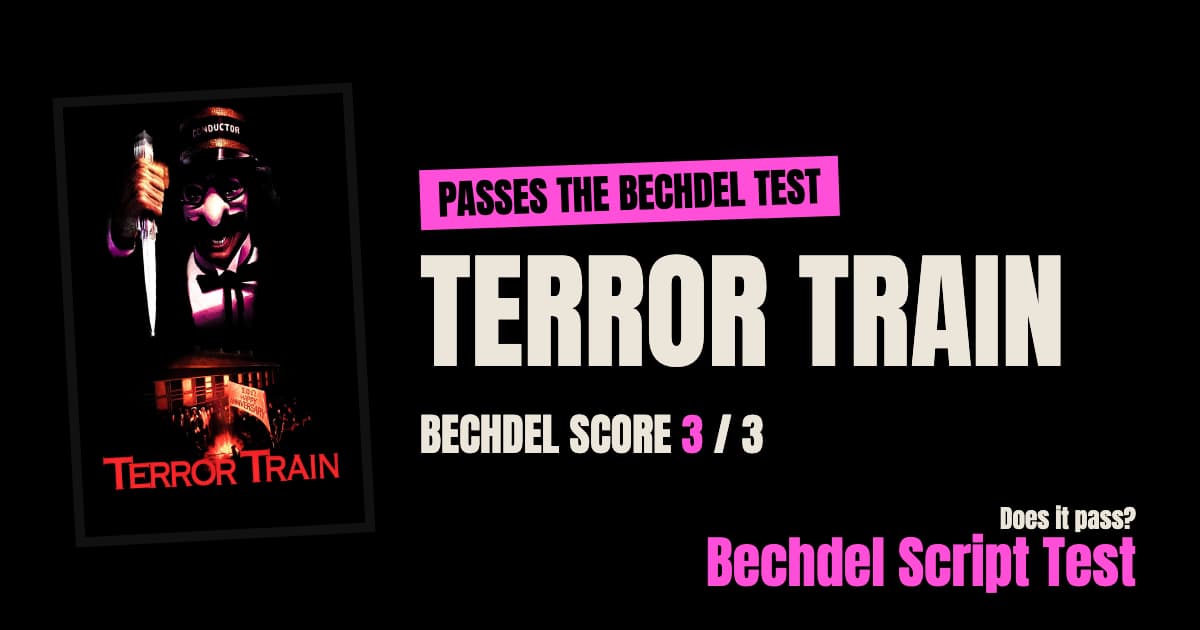 CONDUCTOR
TERROR TRAIN
PASSES THE BECHDEL TEST
TERROR TRAIN
BECHDEL SCORE 3 / 3
Does it pass?
Bechdel Script Test